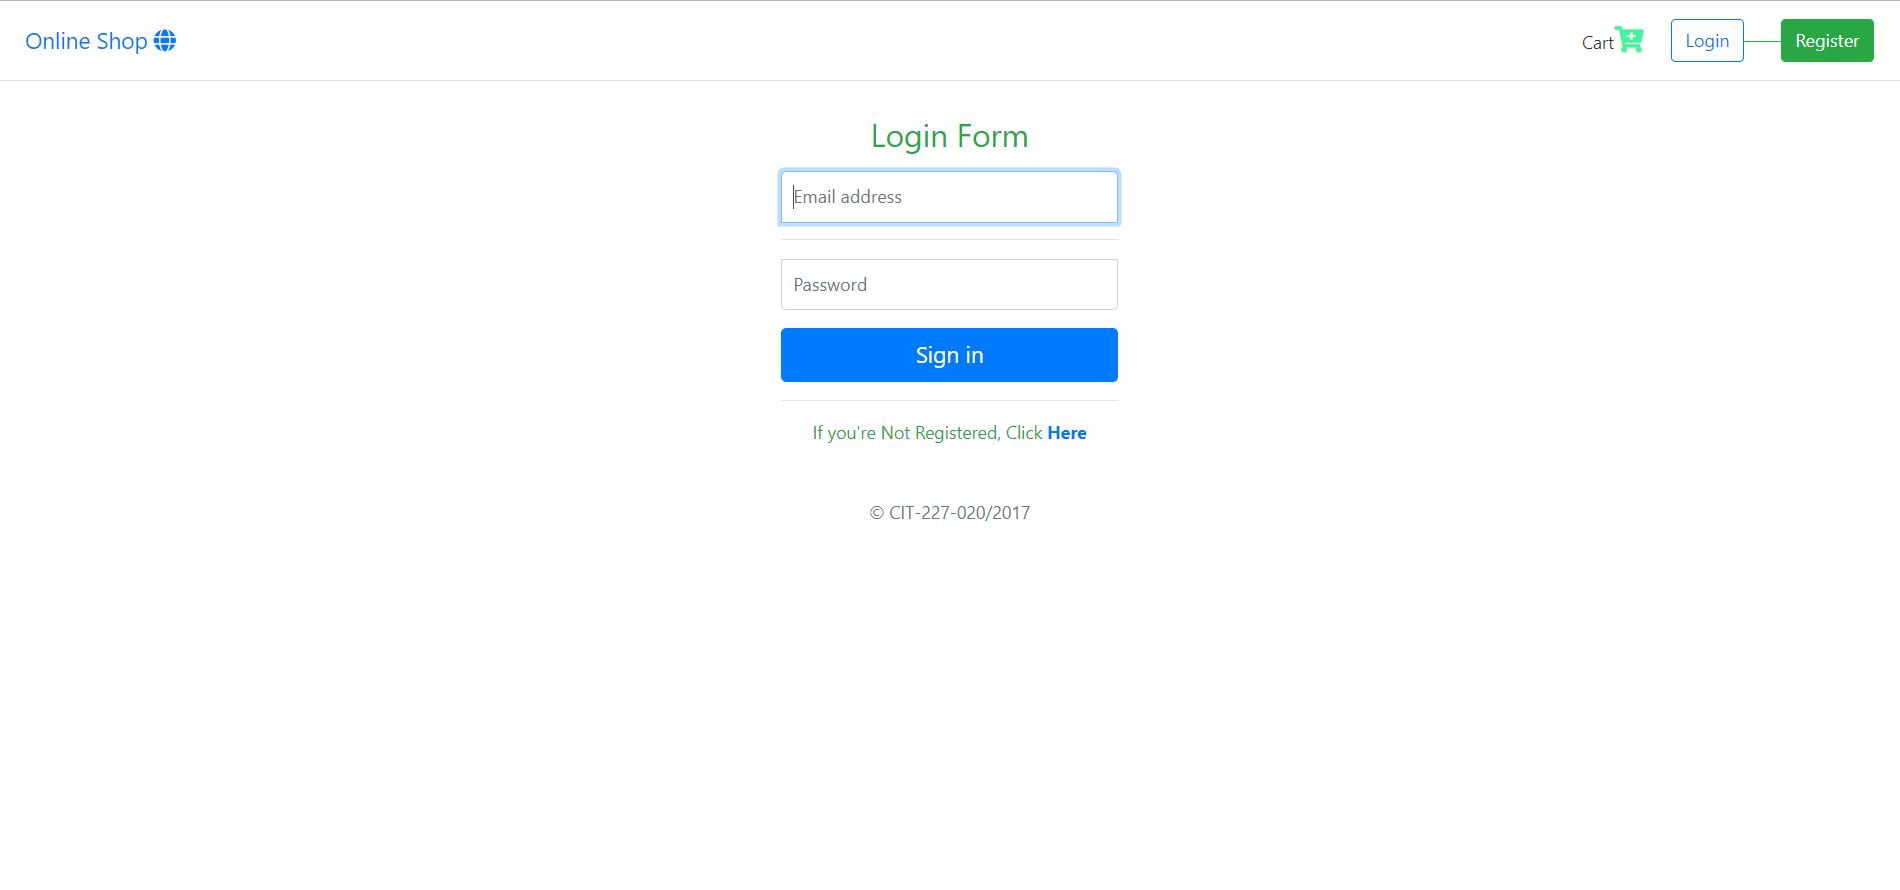 Online Shop
Cart Login Register
Login Form
Email address
Password
Sign in
If you're Not Registered, Click Here
© CIT-227-020/2017